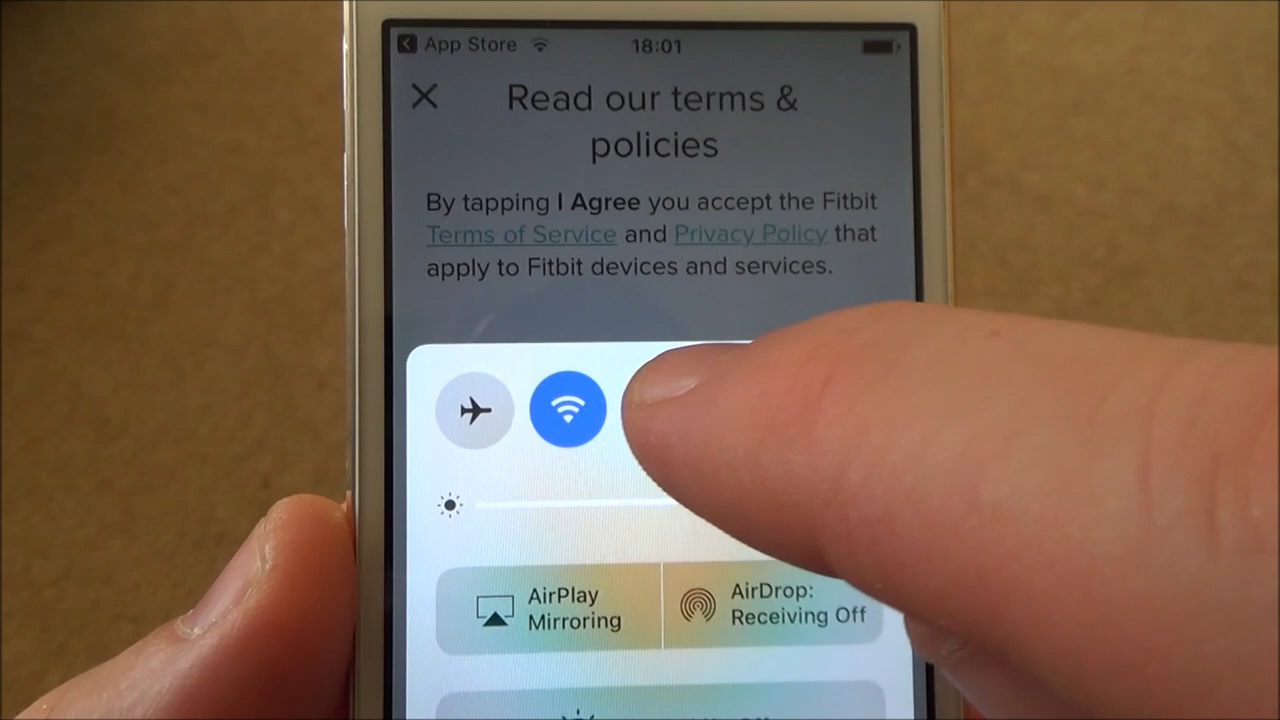 App Store
18:01
Read our terms &
policies
By tapping I Agree you accept the Fitbit
Terms of Service and Privacy Policy that
apply to Fitbit devices and services.
AirPlay
Mirroring
AirDrop:
Receiving Off